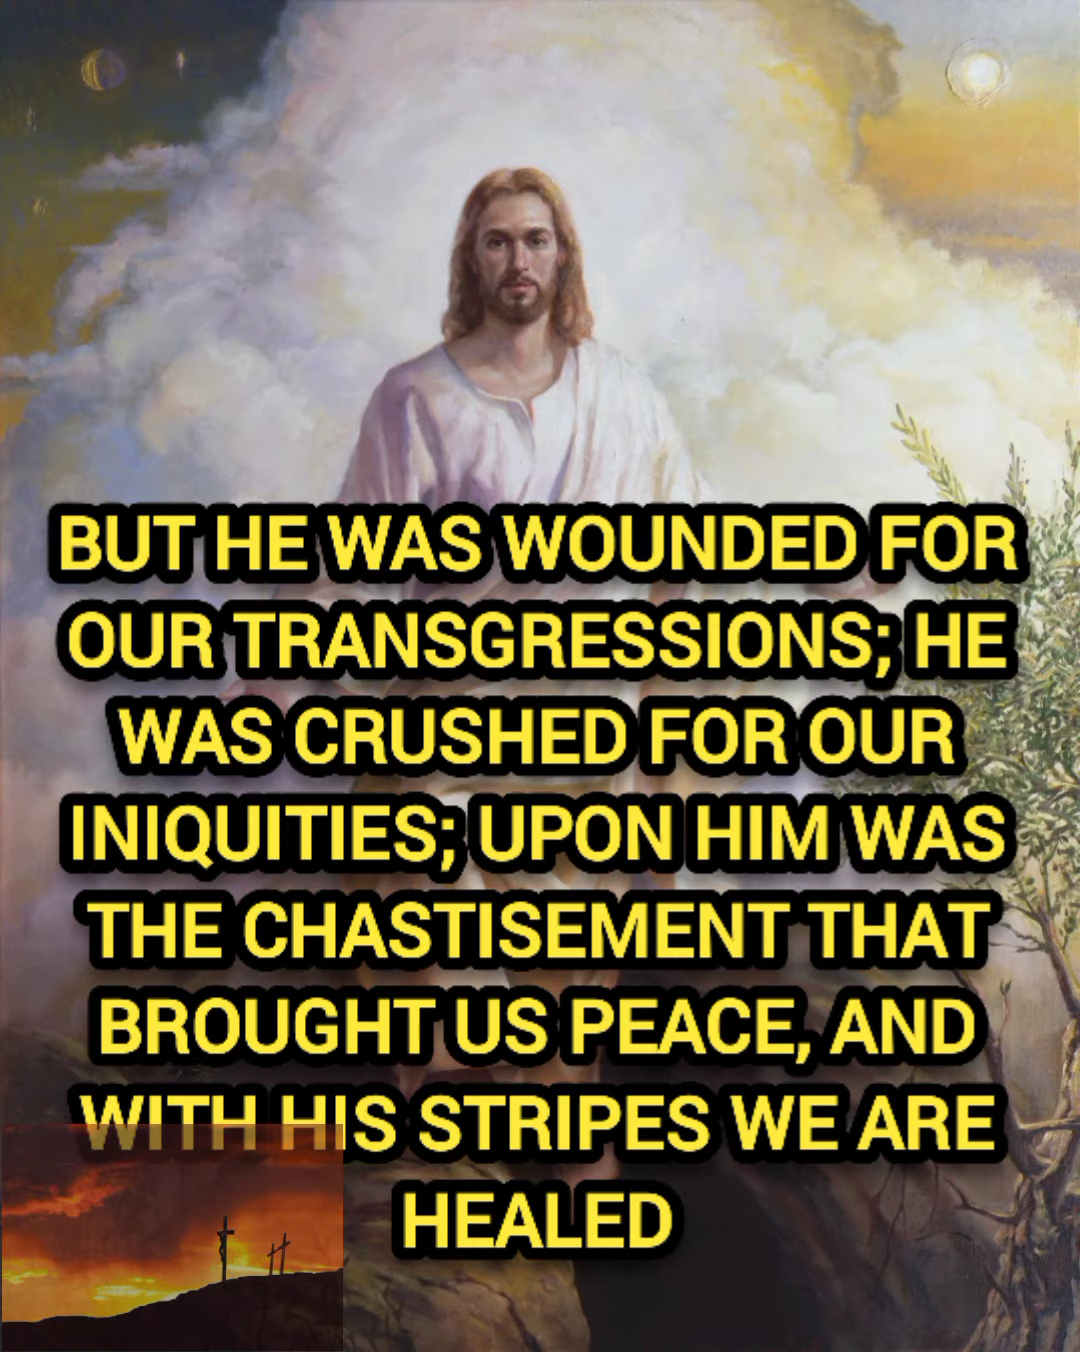 BUT HE WAS WOUNDED FOR
OUR TRANSGRESSIONS; HE
WAS CRUSHED FOR OUR
INIQUITIES; UPON HIM WAS
THE CHASTISEMENT THAT
BROUGHT US PEACE, AND
WITH HIS STRIPES WE ARE
HEALED